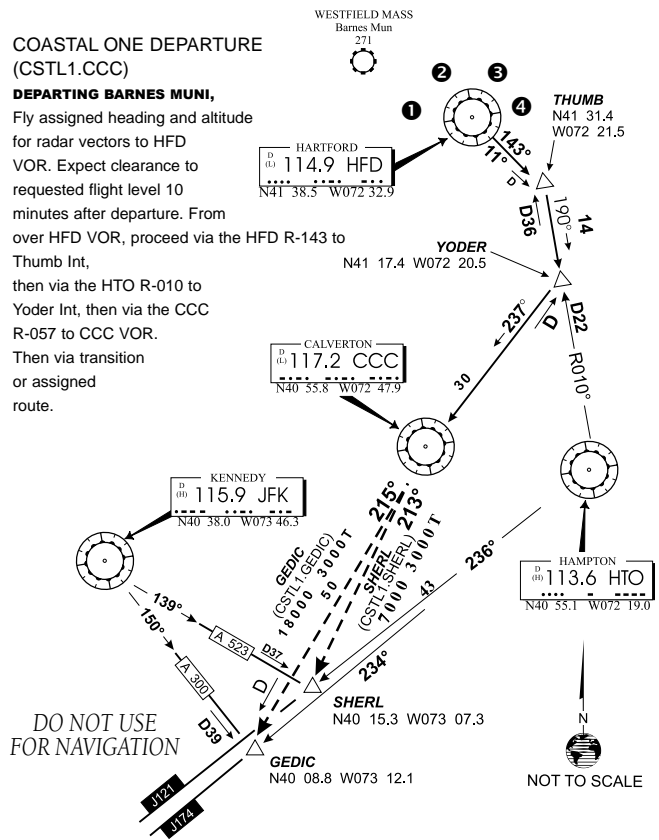 COASTAL ONE DEPARTURE
(CSTL1.CCC)
DEPARTING BARNES MUNI,
Fly assigned heading and altitude
for radar vectors to HFD
VOR. Expect clearance to
requested flight level 10
minutes after departure. From
over HFD VOR, proceed via the HFD R-143 to
Thumb Int,
then via the HTO R-010 to
Yoder Int, then via the CCC
R-057 to CCC VOR.
Then via transition
or assigned
route.
WESTFIELD MASS
Barnes Mun
271
❶
❷
❸
❹
HARTFORD
D
(L) 114.9 HFD
N41 38.5 W072 32.9
143°
11°
D
THUMB
N41 31.4
W072 21.5
D36
190°
14
YODER
N41 17.4 W072 20.5
237°
D
30
D22
R010°
CALVERTON
D
(L) 117.2 CCC
N40 55.8 W072 47.9
KENNEDY
D
(H) 115.9 JFK
N40 38.0 W073 46.3
HAMPTON
D
(H) 113.6 HTO
N40 55.1 W072 19.0
215°
213°
GEDIC
(CSTL1.GEDIC)
18000 3000T
50
SHERL
(CSTL1.SHERL)
7000 3000T
236°
43
234°
139°
A 523
D37
150°
A 300
D39
D
SHERL
N40 15.3 W073 07.3
GEDIC
N40 08.8 W073 12.1
J121
J174
DO NOT USE
FOR NAVIGATION
N
NOT TO SCALE